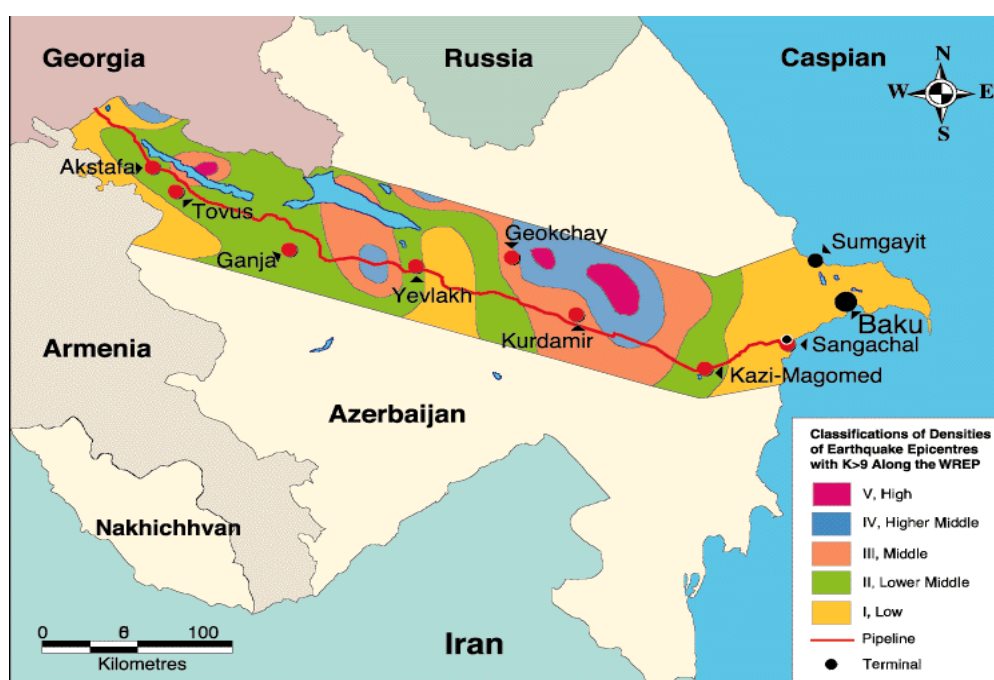 Georgia
Russia
Caspian
N
W
E
S
Akstafa
Tovus
Geokchay
Sumgayit
Ganja
Yevlakh
Baku
Kurdamir
Sangachal
Armenia
Kazi-Magomed
Azerbaijan
Nakhichhvan
Iran
Classifications of Densities
of Earthquake Epicentres
with K>9 Along the WREP
V, High
IV, Higher Middle
III, Middle
II, Lower Middle
I, Low
Pipeline
Terminal
0 6 100
Kilometres